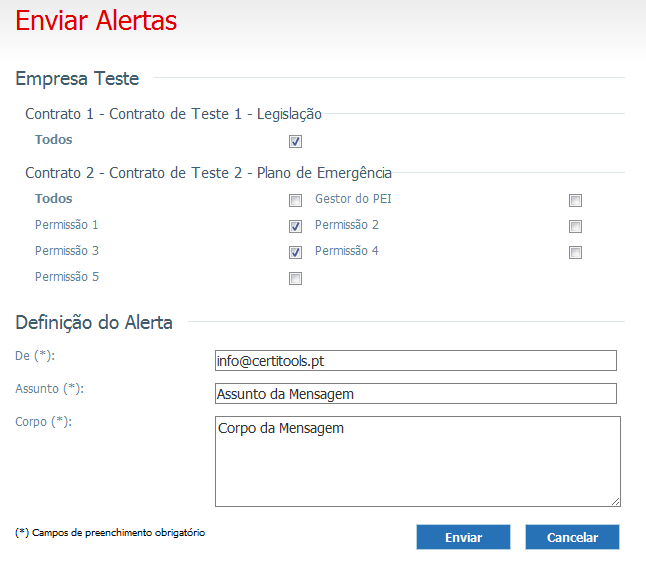 Enviar Alertas
Empresa Teste
Contrato 1 - Contrato de Teste 1 - Legislação
Todos
Contrato 2 - Contrato de Teste 2 - Plano de Emergência
Todos Gestor do PEI
Permissão 1 Permissão 2
Permissão 3 Permissão 4
Permissão 5
Definição do Alerta
De (*): info@certitools.pt
Assunto (*): Assunto da Mensagem
Corpo (*): Corpo da Mensagem
(*) Campos de preenchimento obrigatório Enviar Cancelar